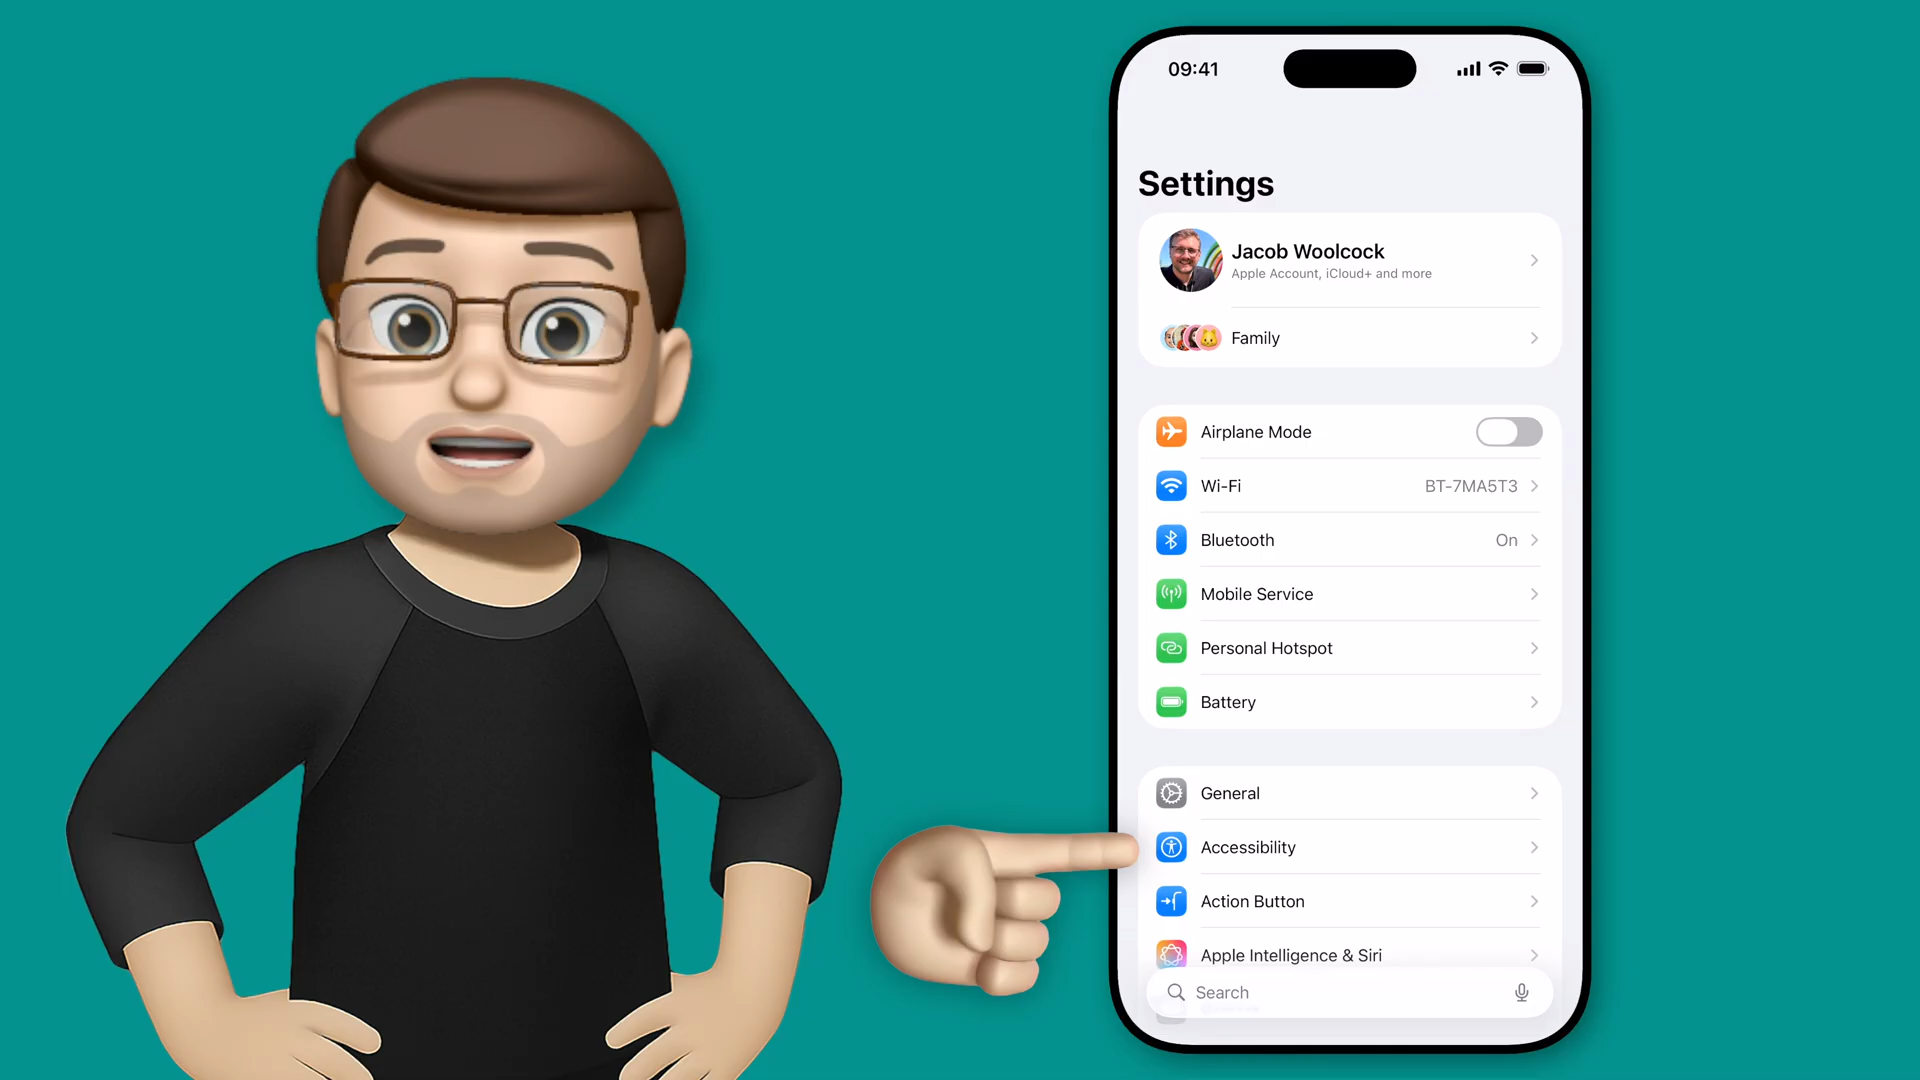 09:41
Settings
Jacob Woolcock
Apple Account, iCloud+ and more
Family
Airplane Mode
Wi-Fi BT-7MA5T3
Bluetooth On
Mobile Service
Personal Hotspot
Battery
General
Accessibility
Action Button
Apple Intelligence & Siri
Search